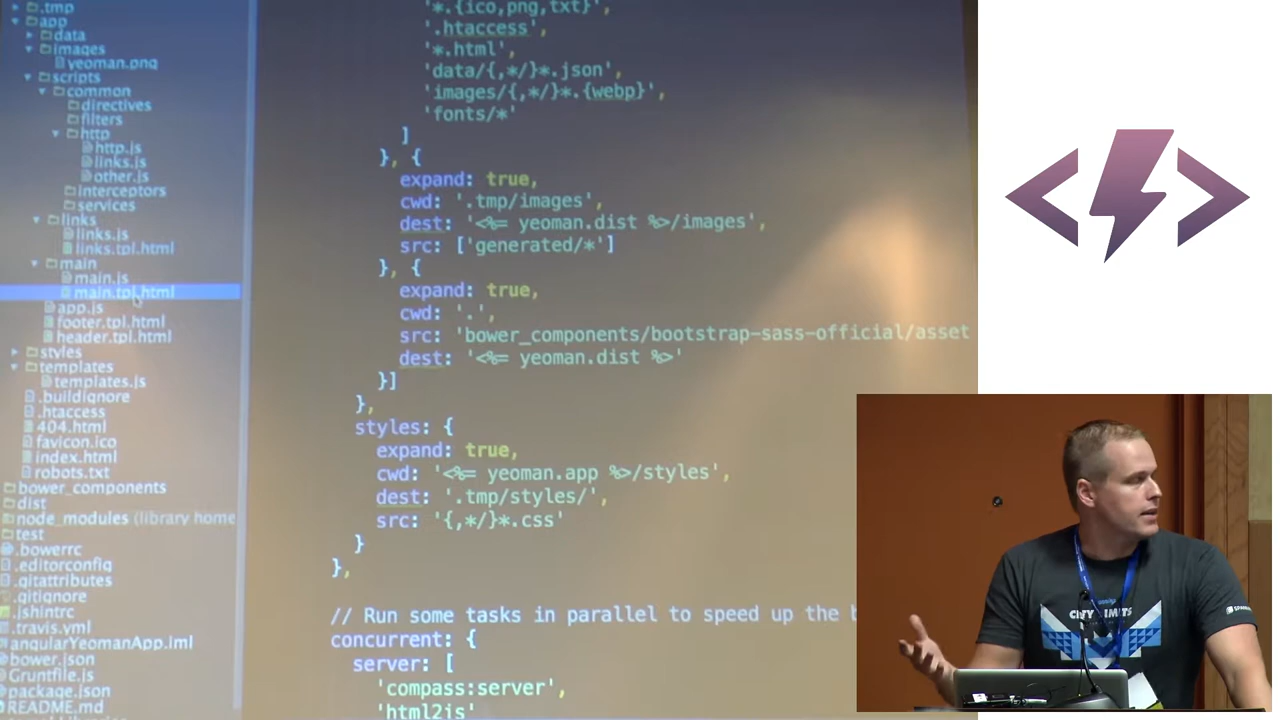 .tmp
app
data
images
yeoman.png
scripts
common
directives
filters
http
http.js
links.js
other.js
interceptors
services
links
links.js
links.tpl.html
main
main.js
main.tpl.html
app.js
footer.tpl.html
header.tpl.html
styles
templates
templates.js
.buildignore
.htaccess
404.html
favicon.ico
index.html
robots.txt
bower_components
dist
node_modules (library home
test
.bowerrc
.editorconfig
.gitattributes
.gitignore
.jshintrc
.travis.yml
angularYeomanApp.iml
bower.json
Gruntfile.js
package.json
README.md
'*.{ico,png,txt}',
'.htaccess',
'*.html',
'data/{,*/}*.json',
'images/{,*/}*.{webp}',
'fonts/*'
]
}, {
expand: true,
cwd: '.tmp/images',
dest: '<%= yeoman.dist %>/images',
src: ['generated/*']
}, {
expand: true,
cwd: '.',
src: 'bower_components/bootstrap-sass-official/asset
dest: '<%= yeoman.dist %>'
}]
},
styles: {
expand: true,
cwd: '<%= yeoman.app %>/styles',
dest: '.tmp/styles/',
src: '{,*/}*.css'
}
},
// Run some tasks in parallel to speed up the b
concurrent: {
server: [
'compass:server',
'html2js'
CITY LIMITS